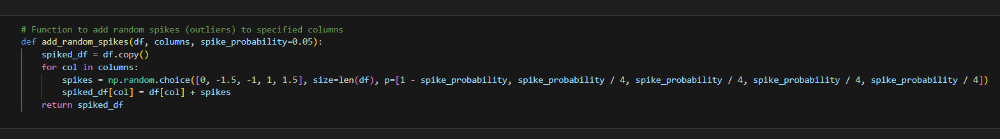 # Function to add random spikes (outliers) to specified columns
def add_random_spikes(df, columns, spike_probability=0.05):
    spiked_df = df.copy()
    for col in columns:
        spikes = np.random.choice([0, -1.5, -1, 1, 1.5], size=len(df), p=[1 - spike_probability, spike_probability / 4, spike_probability / 4, spike_probability / 4, spike_probability / 4])
        spiked_df[col] = df[col] + spikes
    return spiked_df